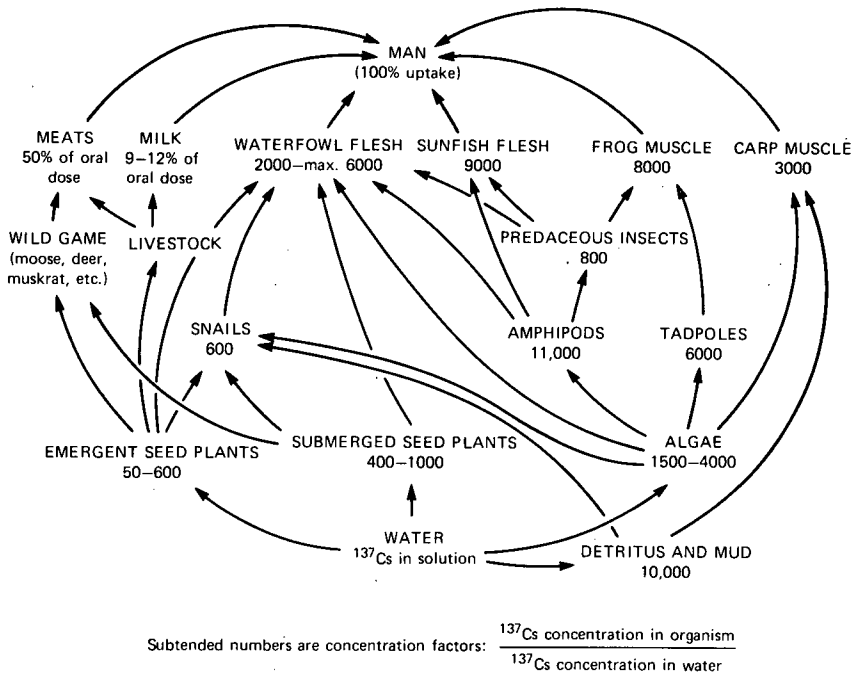 MAN
(100% uptake)
MEATS
50% of oral
dose
MILK
9–12% of
oral dose
WATERFOWL FLESH
2000–max. 6000
SUNFISH FLESH
9000
FROG MUSCLE
8000
CARP MUSCLE
3000
WILD GAME
(moose, deer,
muskrat, etc.)
LIVESTOCK
PREDACEOUS INSECTS
800
SNAILS
600
AMPHIPODS
11,000
TADPOLES
6000
EMERGENT SEED PLANTS
50–600
SUBMERGED SEED PLANTS
400–1000
ALGAE
1500–4000
WATER
¹³⁷Cs in solution
DETRITUS AND MUD
10,000
Subtended numbers are concentration factors: ¹³⁷Cs concentration in organism
¹³⁷Cs concentration in water